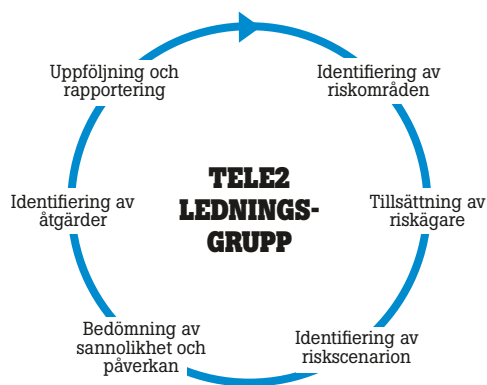 Identifiering av
riskområden
Tillsättning av
riskägare
Identifiering av
riskscenarion
Bedömning av
sannolikhet och
påverkan
Identifiering av
åtgärder
Uppföljning och
rapportering
TELE2
LEDNINGS-
GRUPP